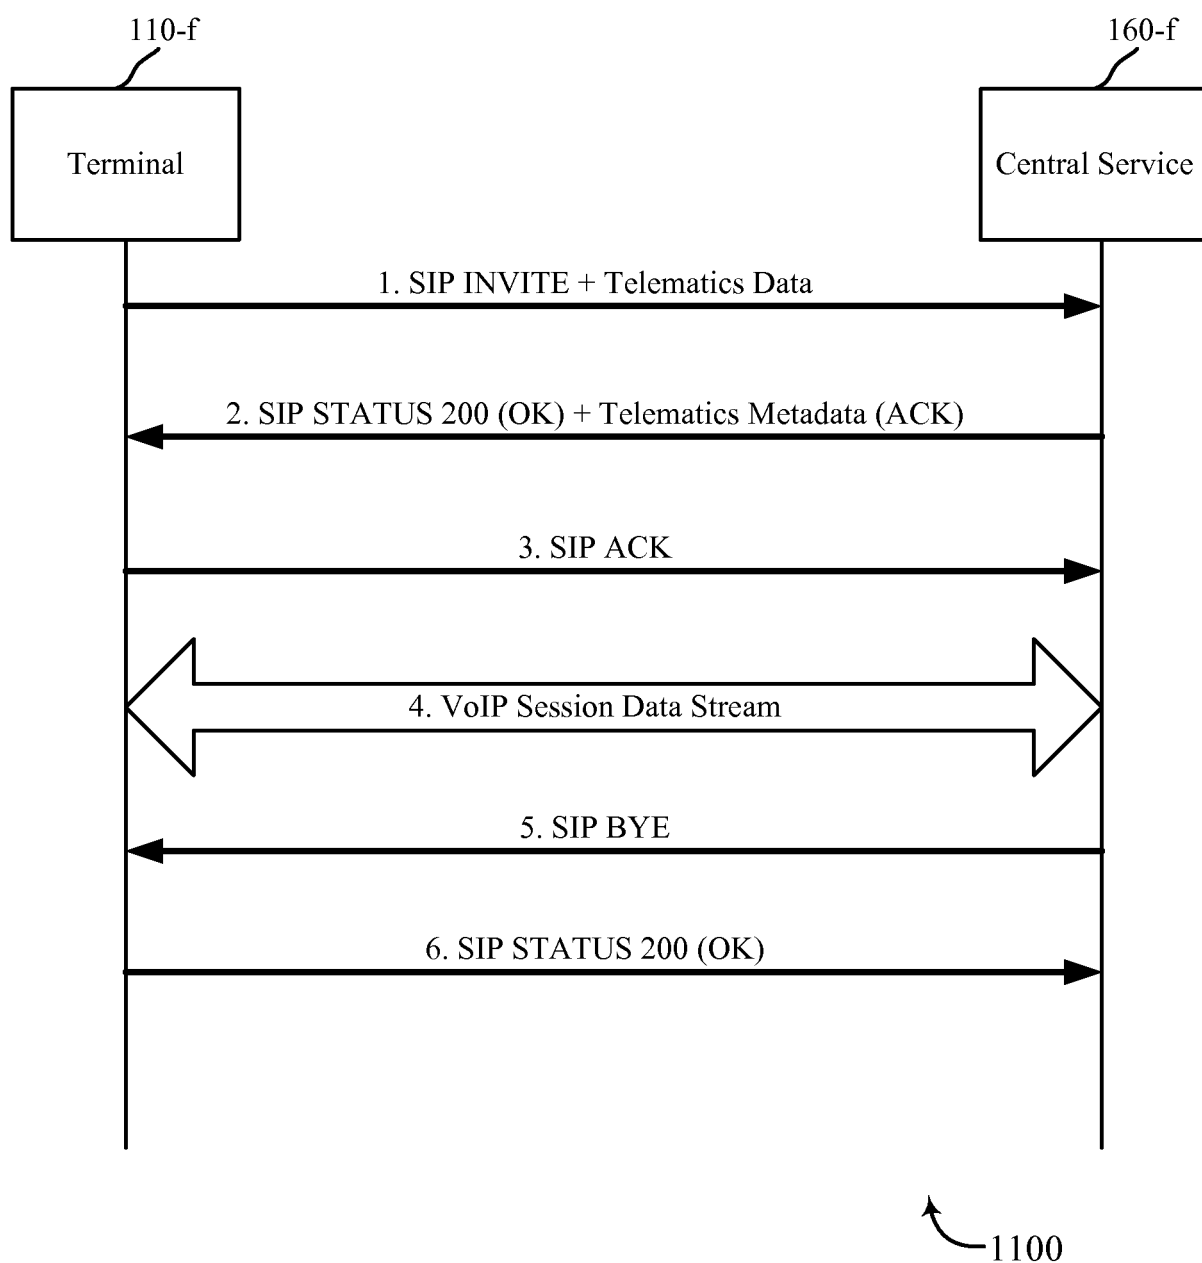 110-f
160-f
Terminal
Central Service
1. SIP INVITE + Telematics Data
2. SIP STATUS 200 (OK) + Telematics Metadata (ACK)
3. SIP ACK
4. VoIP Session Data Stream
5. SIP BYE
6. SIP STATUS 200 (OK)
1100